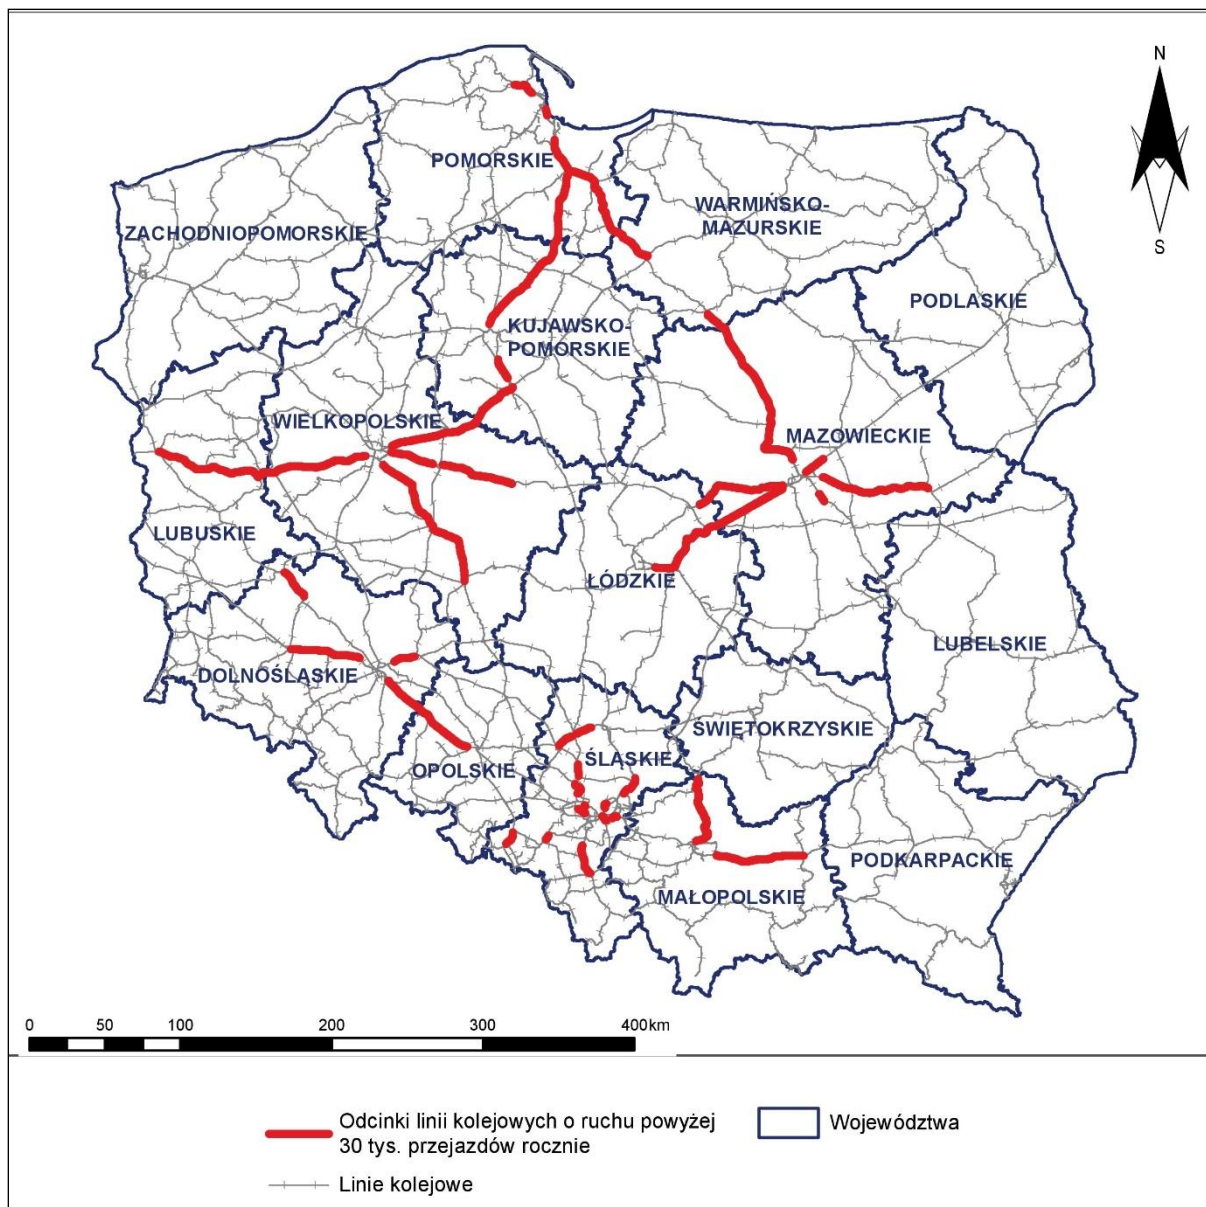 N
S
POMORSKIE
WARMIŃSKO-
MAZURSKIE
ZACHODNIOPOMORSKIE
PODLASKIE
KUJAWSKO-
POMORSKIE
WIELKOPOLSKIE
MAZOWIECKIE
LUBUSKIE
ŁÓDZKIE
LUBELSKIE
DOLNOŚLĄSKIE
ŚWIĘTOKRZYSKIE
ŚLĄSKIE
OPOLSKIE
PODKARPACKIE
MAŁOPOLSKIE
0 50 100 200 300 400km
Odcinki linii kolejowych o ruchu powyżej
30 tys. przejazdów rocznie
Województwa
Linie kolejowe